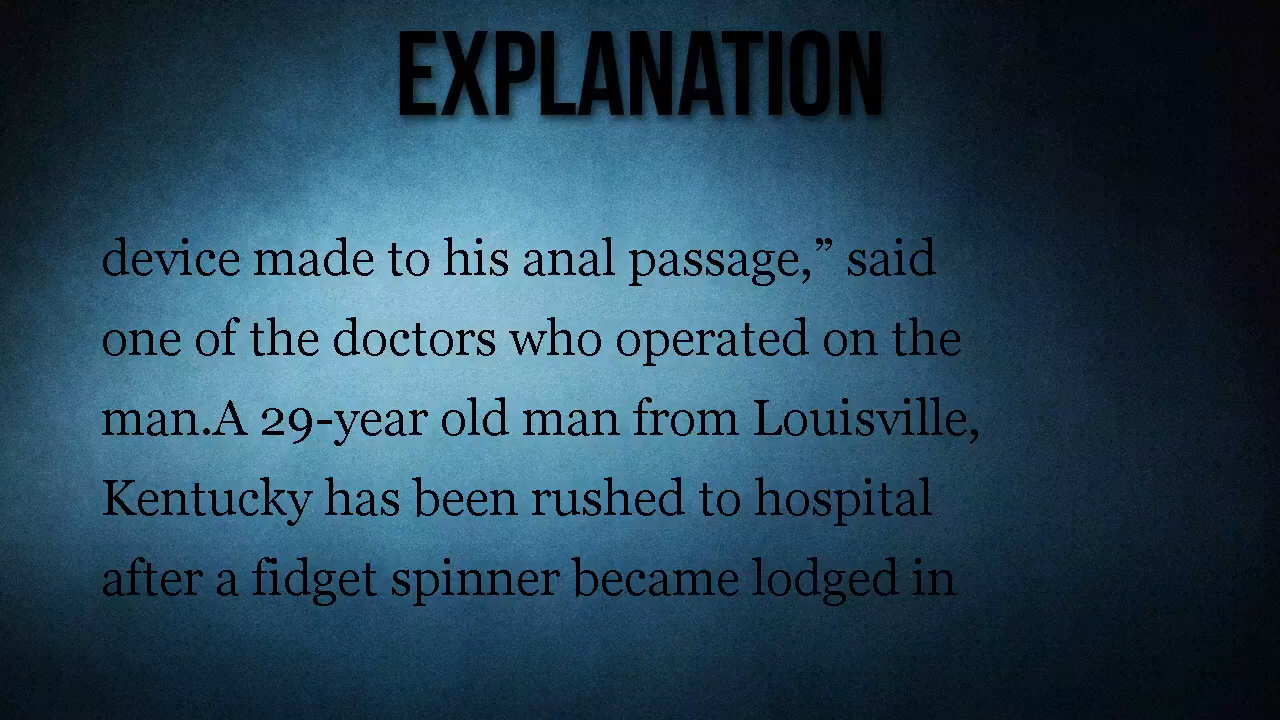 EXPLANATION
device made to his anal passage,” said
one of the doctors who operated on the
man.A 29-year old man from Louisville,
Kentucky has been rushed to hospital
after a fidget spinner became lodged in